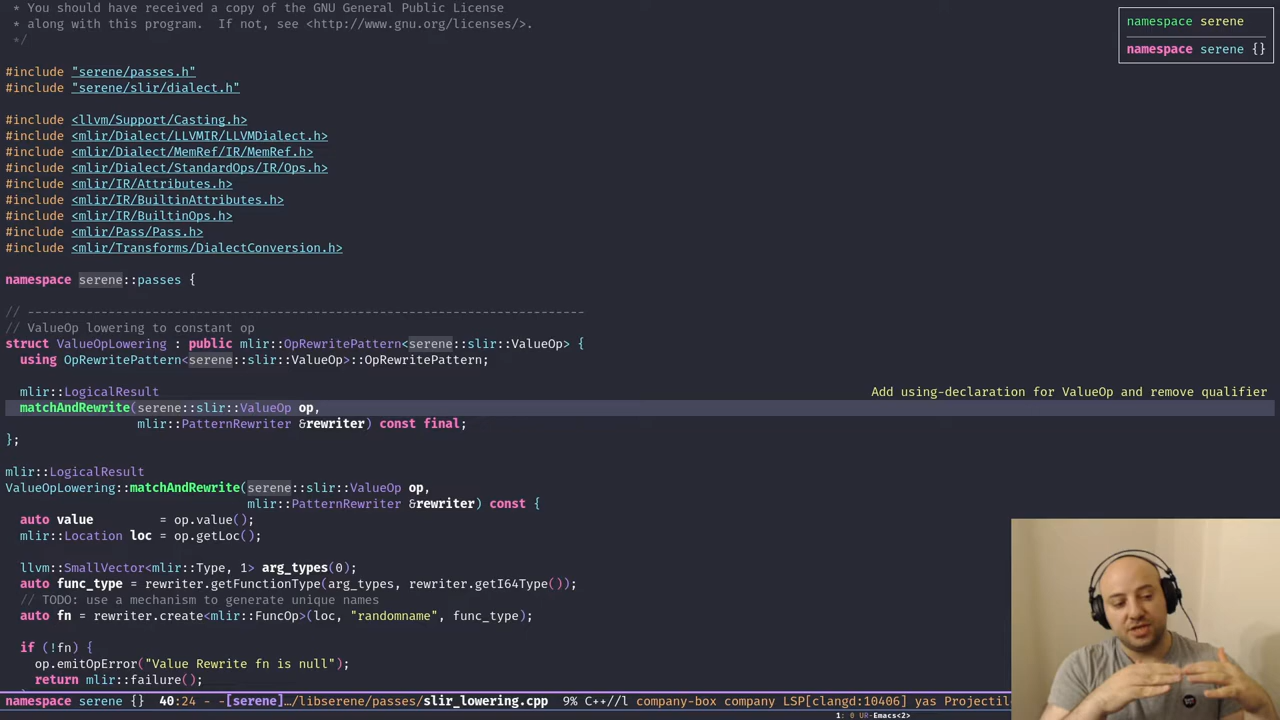 * You should have received a copy of the GNU General Public License
 * along with this program.  If not, see <http://www.gnu.org/licenses/>.
 */
namespace serene
namespace serene {}
#include "serene/passes.h"
#include "serene/slir/dialect.h"
#include <llvm/Support/Casting.h>
#include <mlir/Dialect/LLVMIR/LLVMDialect.h>
#include <mlir/Dialect/MemRef/IR/MemRef.h>
#include <mlir/Dialect/StandardOps/IR/Ops.h>
#include <mlir/IR/Attributes.h>
#include <mlir/IR/BuiltinAttributes.h>
#include <mlir/IR/BuiltinOps.h>
#include <mlir/Pass/Pass.h>
#include <mlir/Transforms/DialectConversion.h>
namespace serene::passes {
// ----------------------------------------------------------------------------
// ValueOp lowering to constant op
struct ValueOpLowering : public mlir::OpRewritePattern<serene::slir::ValueOp> {
  using OpRewritePattern<serene::slir::ValueOp>::OpRewritePattern;
  mlir::LogicalResult
Add using-declaration for ValueOp and remove qualifier
  matchAndRewrite(serene::slir::ValueOp op,
                  mlir::PatternRewriter &rewriter) const final;
};
mlir::LogicalResult
ValueOpLowering::matchAndRewrite(serene::slir::ValueOp op,
                                 mlir::PatternRewriter &rewriter) const {
  auto value         = op.value();
  mlir::Location loc = op.getLoc();
  llvm::SmallVector<mlir::Type, 1> arg_types(0);
  auto func_type = rewriter.getFunctionType(arg_types, rewriter.getI64Type());
  // TODO: use a mechanism to generate unique names
  auto fn = rewriter.create<mlir::FuncOp>(loc, "randomname", func_type);
  if (!fn) {
    op.emitOpError("Value Rewrite fn is null");
    return mlir::failure();
namespace serene {}  40:24 - -[serene]…/libserene/passes/slir_lowering.cpp  9% C++//l company-box company LSP[clangd:10406] yas Projectil
1: 0 UR-Emacs<2>